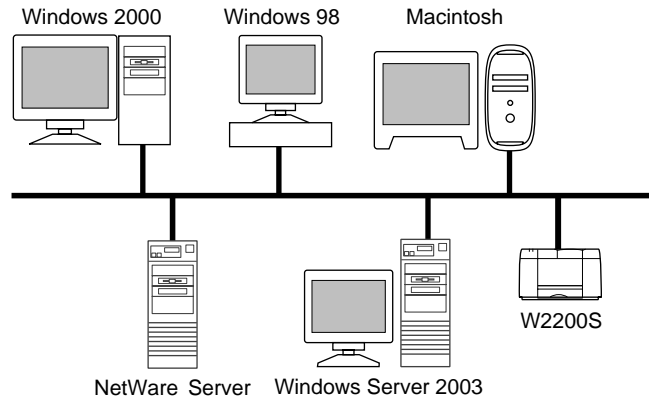 Windows 2000
Windows 98
Macintosh
W2200S
NetWare Server
Windows Server 2003